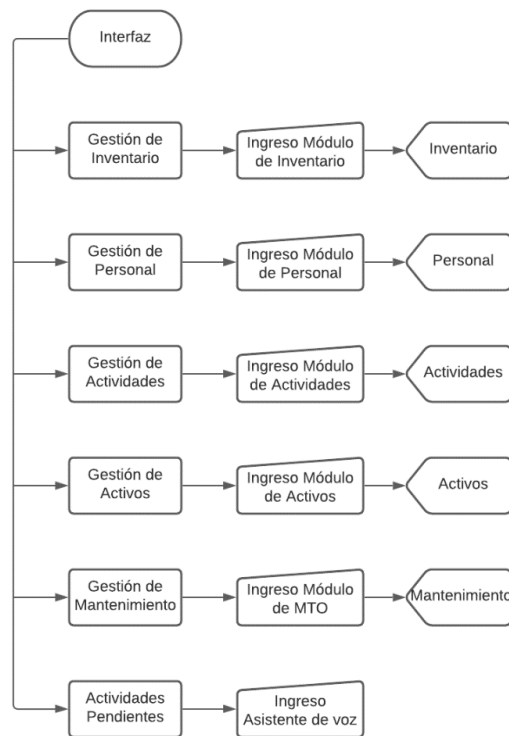 Interfaz
Gestión de
Inventario
Ingreso Módulo
de Inventario
Inventario
Gestión de
Personal
Ingreso Módulo
de Personal
Personal
Gestión de
Actividades
Ingreso Módulo
de Actividades
Actividades
Gestión de
Activos
Ingreso Módulo
de Activos
Activos
Gestión de
Mantenimiento
Ingreso Módulo
de MTO
Mantenimiento
Actividades
Pendientes
Ingreso
Asistente de voz